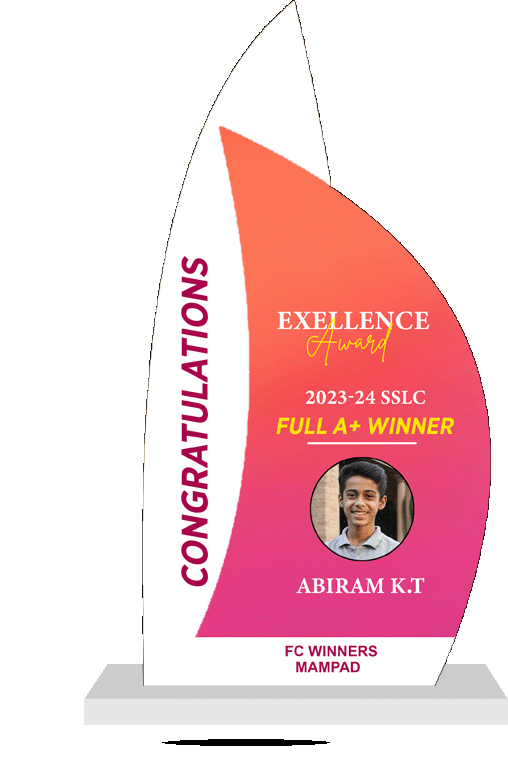 CONGRATULATIONS
EXELLENCE
Award
2023-24 SSLC
FULL A+ WINNER
ABIRAM K.T
FC WINNERS
MAMPAD